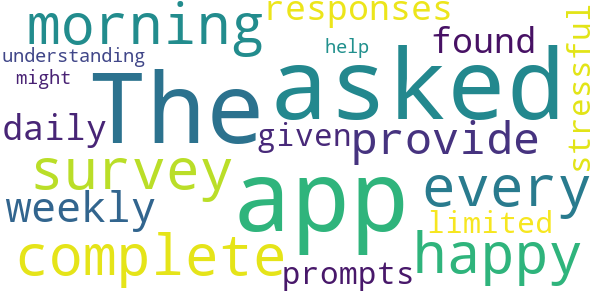 morning responses
understanding help found
might The asked stressful
daily given provide
survey app every
weekly limited
complete prompts happy